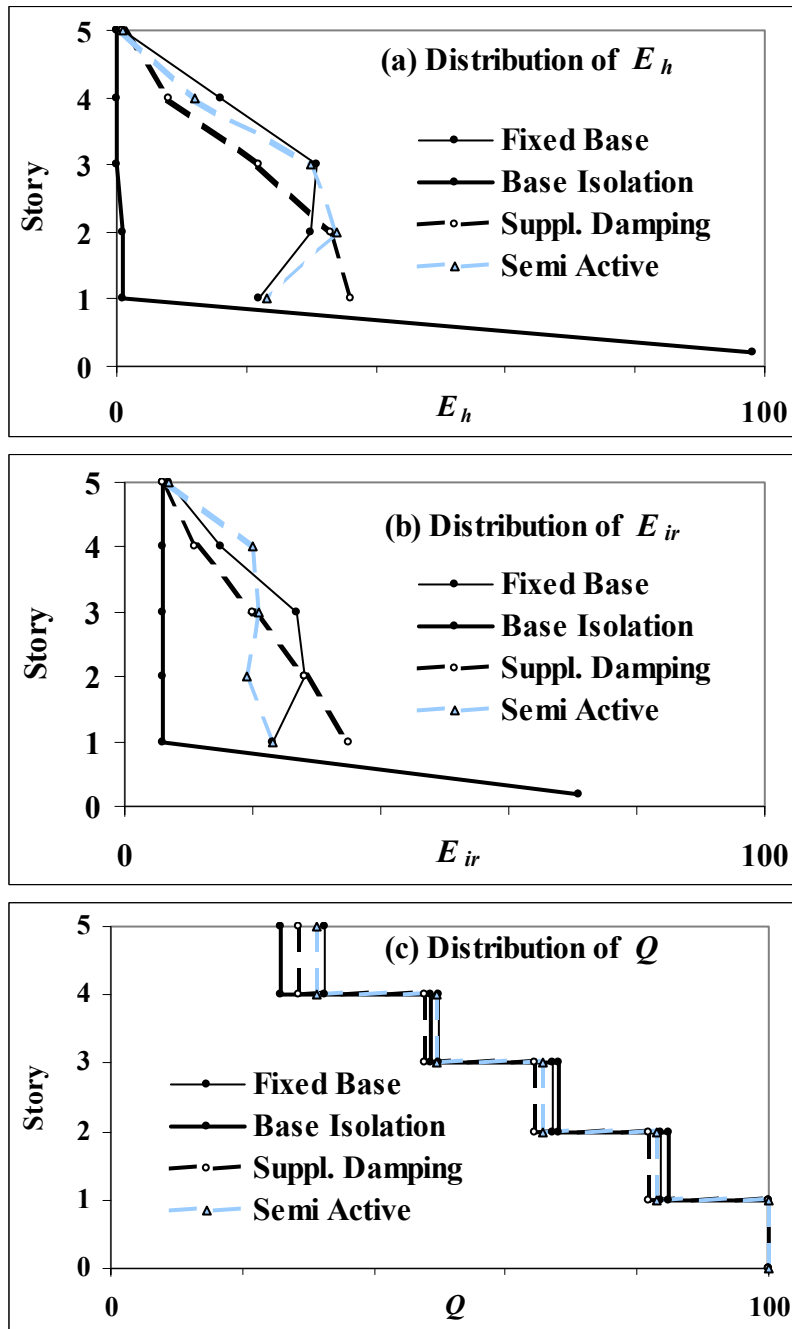 (a) Distribution of E h
Story
5
4
3
2
1
0
Fixed Base
Base Isolation
Suppl. Damping
Semi Active
0
E h
100
(b) Distribution of E ir
Story
5
4
3
2
1
0
Fixed Base
Base Isolation
Suppl. Damping
Semi Active
0
E ir
100
(c) Distribution of Q
Story
5
4
3
2
1
0
Fixed Base
Base Isolation
Suppl. Damping
Semi Active
0
Q
100